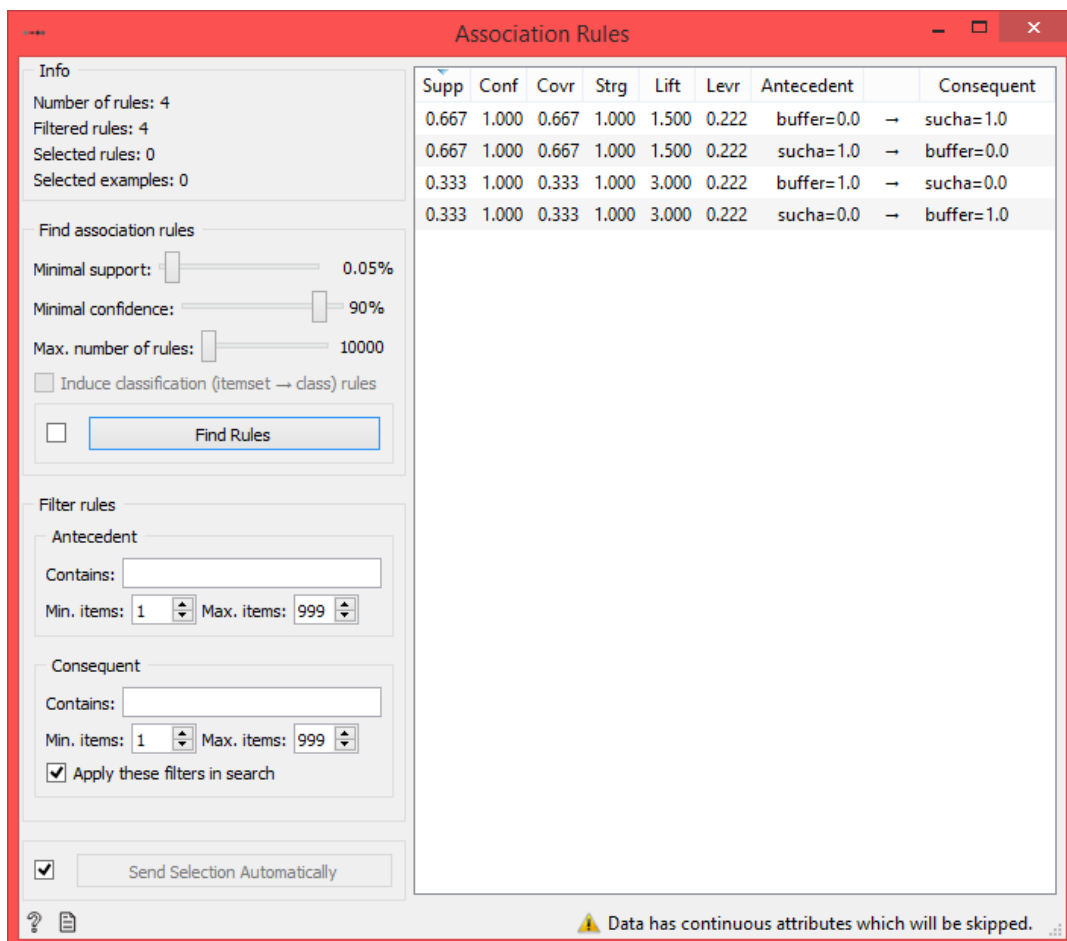 Association Rules
Info
Number of rules: 4
Filtered rules: 4
Selected rules: 0
Selected examples: 0
Find association rules
Minimal support: 0.05%
Minimal confidence: 90%
Max. number of rules: 10000
Induce classification (itemset → class) rules
Find Rules
Filter rules
Antecedent
Contains:
Min. items: 1 Max. items: 999
Consequent
Contains:
Min. items: 1 Max. items: 999
Apply these filters in search
Send Selection Automatically
Supp Conf Covr Strg Lift Levr Antecedent Consequent
0.667 1.000 0.667 1.000 1.500 0.222 buffer=0.0 → sucha=1.0
0.667 1.000 0.667 1.000 1.500 0.222 sucha=1.0 → buffer=0.0
0.333 1.000 0.333 1.000 3.000 0.222 buffer=1.0 → sucha=0.0
0.333 1.000 0.333 1.000 3.000 0.222 sucha=0.0 → buffer=1.0
Data has continuous attributes which will be skipped.